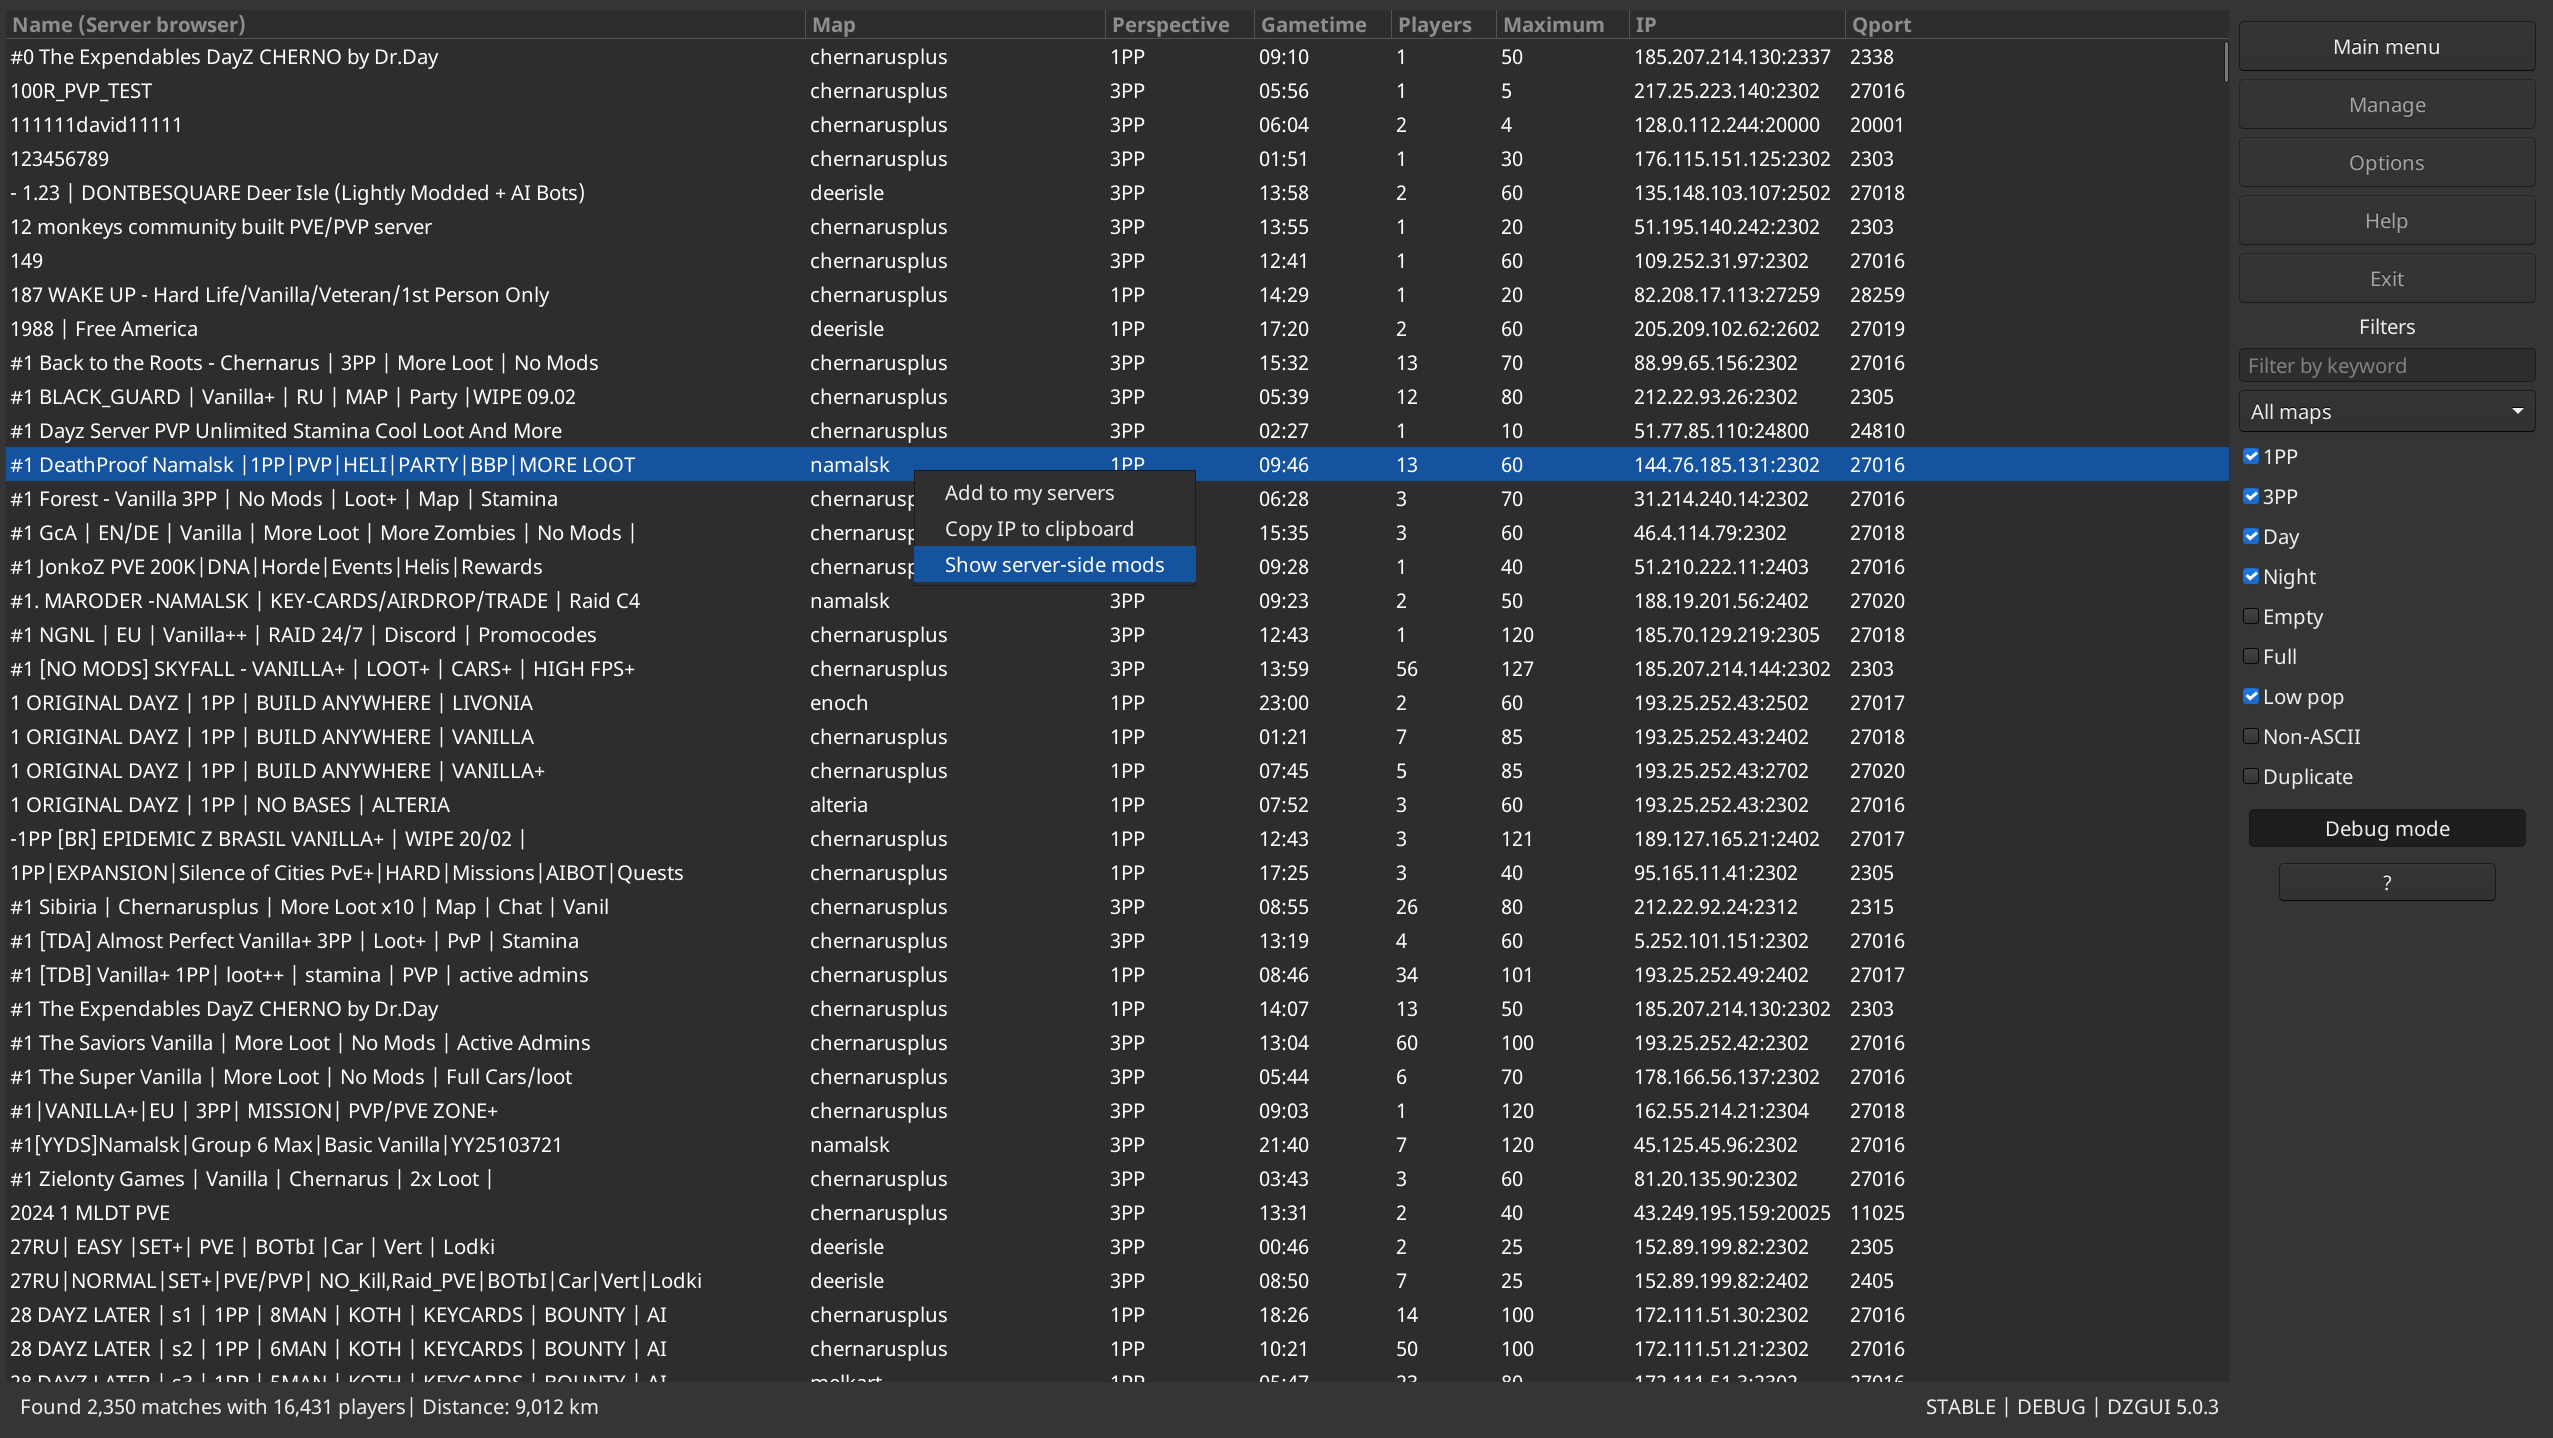 Name (Server browser) Map Perspective Gametime Players Maximum IP Qport
#0 The Expendables DayZ CHERNO by Dr.Day chernarusplus 1PP 09:10 1 50 185.207.214.130:2337 2338
100R_PVP_TEST chernarusplus 3PP 05:56 1 5 217.25.223.140:2302 27016
111111david11111 chernarusplus 3PP 06:04 2 4 128.0.112.244:20000 20001
123456789 chernarusplus 3PP 01:51 1 30 176.115.151.125:2302 2303
- 1.23 | DONTBESQUARE Deer Isle (Lightly Modded + AI Bots) deerisle 3PP 13:58 2 60 135.148.103.107:2502 27018
12 monkeys community built PVE/PVP server chernarusplus 3PP 13:55 1 20 51.195.140.242:2302 2303
149 chernarusplus 3PP 12:41 1 60 109.252.31.97:2302 27016
187 WAKE UP - Hard Life/Vanilla/Veteran/1st Person Only chernarusplus 1PP 14:29 1 20 82.208.17.113:27259 28259
1988 | Free America deerisle 1PP 17:20 2 60 205.209.102.62:2602 27019
#1 Back to the Roots - Chernarus | 3PP | More Loot | No Mods chernarusplus 3PP 15:32 13 70 88.99.65.156:2302 27016
#1 BLACK_GUARD | Vanilla+ | RU | MAP | Party |WIPE 09.02 chernarusplus 3PP 05:39 12 80 212.22.93.26:2302 2305
#1 Dayz Server PVP Unlimited Stamina Cool Loot And More chernarusplus 3PP 02:27 1 10 51.77.85.110:24800 24810
#1 DeathProof Namalsk |1PP|PVP|HELI|PARTY|BBP|MORE LOOT namalsk 1PP 09:46 13 60 144.76.185.131:2302 27016
#1 Forest - Vanilla 3PP | No Mods | Loot+ | Map | Stamina chernarusp 06:28 3 70 31.214.240.14:2302 27016
#1 GcA | EN/DE | Vanilla | More Loot | More Zombies | No Mods | chernarusp 15:35 3 60 46.4.114.79:2302 27018
#1 JonkoZ PVE 200K|DNA|Horde|Events|Helis|Rewards chernarusp 09:28 1 40 51.210.222.11:2403 27016
#1. MARODER -NAMALSK | KEY-CARDS/AIRDROP/TRADE | Raid C4 namalsk 3PP 09:23 2 50 188.19.201.56:2402 27020
#1 NGNL | EU | Vanilla++ | RAID 24/7 | Discord | Promocodes chernarusplus 3PP 12:43 1 120 185.70.129.219:2305 27018
#1 [NO MODS] SKYFALL - VANILLA+ | LOOT+ | CARS+ | HIGH FPS+ chernarusplus 3PP 13:59 56 127 185.207.214.144:2302 2303
1 ORIGINAL DAYZ | 1PP | BUILD ANYWHERE | LIVONIA enoch 1PP 23:00 2 60 193.25.252.43:2502 27017
1 ORIGINAL DAYZ | 1PP | BUILD ANYWHERE | VANILLA chernarusplus 1PP 01:21 7 85 193.25.252.43:2402 27018
1 ORIGINAL DAYZ | 1PP | BUILD ANYWHERE | VANILLA+ chernarusplus 1PP 07:45 5 85 193.25.252.43:2702 27020
1 ORIGINAL DAYZ | 1PP | NO BASES | ALTERIA alteria 1PP 07:52 3 60 193.25.252.43:2302 27016
-1PP [BR] EPIDEMIC Z BRASIL VANILLA+ | WIPE 20/02 | chernarusplus 1PP 12:43 3 121 189.127.165.21:2402 27017
1PP|EXPANSION|Silence of Cities PvE+|HARD|Missions|AIBOT|Quests chernarusplus 1PP 17:25 3 40 95.165.11.41:2302 2305
#1 Sibiria | Chernarusplus | More Loot x10 | Map | Chat | Vanil chernarusplus 3PP 08:55 26 80 212.22.92.24:2312 2315
#1 [TDA] Almost Perfect Vanilla+ 3PP | Loot+ | PvP | Stamina chernarusplus 3PP 13:19 4 60 5.252.101.151:2302 27016
#1 [TDB] Vanilla+ 1PP| loot++ | stamina | PVP | active admins chernarusplus 1PP 08:46 34 101 193.25.252.49:2402 27017
#1 The Expendables DayZ CHERNO by Dr.Day chernarusplus 1PP 14:07 13 50 185.207.214.130:2302 2303
#1 The Saviors Vanilla | More Loot | No Mods | Active Admins chernarusplus 3PP 13:04 60 100 193.25.252.42:2302 27016
#1 The Super Vanilla | More Loot | No Mods | Full Cars/loot chernarusplus 3PP 05:44 6 70 178.166.56.137:2302 27016
#1|VANILLA+|EU | 3PP| MISSION| PVP/PVE ZONE+ chernarusplus 3PP 09:03 1 120 162.55.214.21:2304 27018
#1[YYDS]Namalsk|Group 6 Max|Basic Vanilla|YY25103721 namalsk 3PP 21:40 7 120 45.125.45.96:2302 27016
#1 Zielonty Games | Vanilla | Chernarus | 2x Loot | chernarusplus 3PP 03:43 3 60 81.20.135.90:2302 27016
2024 1 MLDT PVE chernarusplus 3PP 13:31 2 40 43.249.195.159:20025 11025
27RU| EASY |SET+| PVE | BOTbI |Car | Vert | Lodki deerisle 3PP 00:46 2 25 152.89.199.82:2302 2305
27RU|NORMAL|SET+|PVE/PVP| NO_Kill,Raid_PVE|BOTbI|Car|Vert|Lodki deerisle 3PP 08:50 7 25 152.89.199.82:2402 2405
28 DAYZ LATER | s1 | 1PP | 8MAN | KOTH | KEYCARDS | BOUNTY | AI chernarusplus 1PP 18:26 14 100 172.111.51.30:2302 27016
28 DAYZ LATER | s2 | 1PP | 6MAN | KOTH | KEYCARDS | BOUNTY | AI chernarusplus 1PP 10:21 50 100 172.111.51.21:2302 27016
28 DAYZ LATER | s3 | 1PP | 5MAN | KOTH | KEYCARDS | BOUNTY | AI melkart 1PP 05:47 23 80 172.111.51.3:2302 27016
Add to my servers
Copy IP to clipboard
Show server-side mods
Main menu
Manage
Options
Help
Exit
Filters
Filter by keyword
All maps
1PP
3PP
Day
Night
Empty
Full
Low pop
Non-ASCII
Duplicate
Debug mode
?
Found 2,350 matches with 16,431 players| Distance: 9,012 km
STABLE | DEBUG | DZGUI 5.0.3